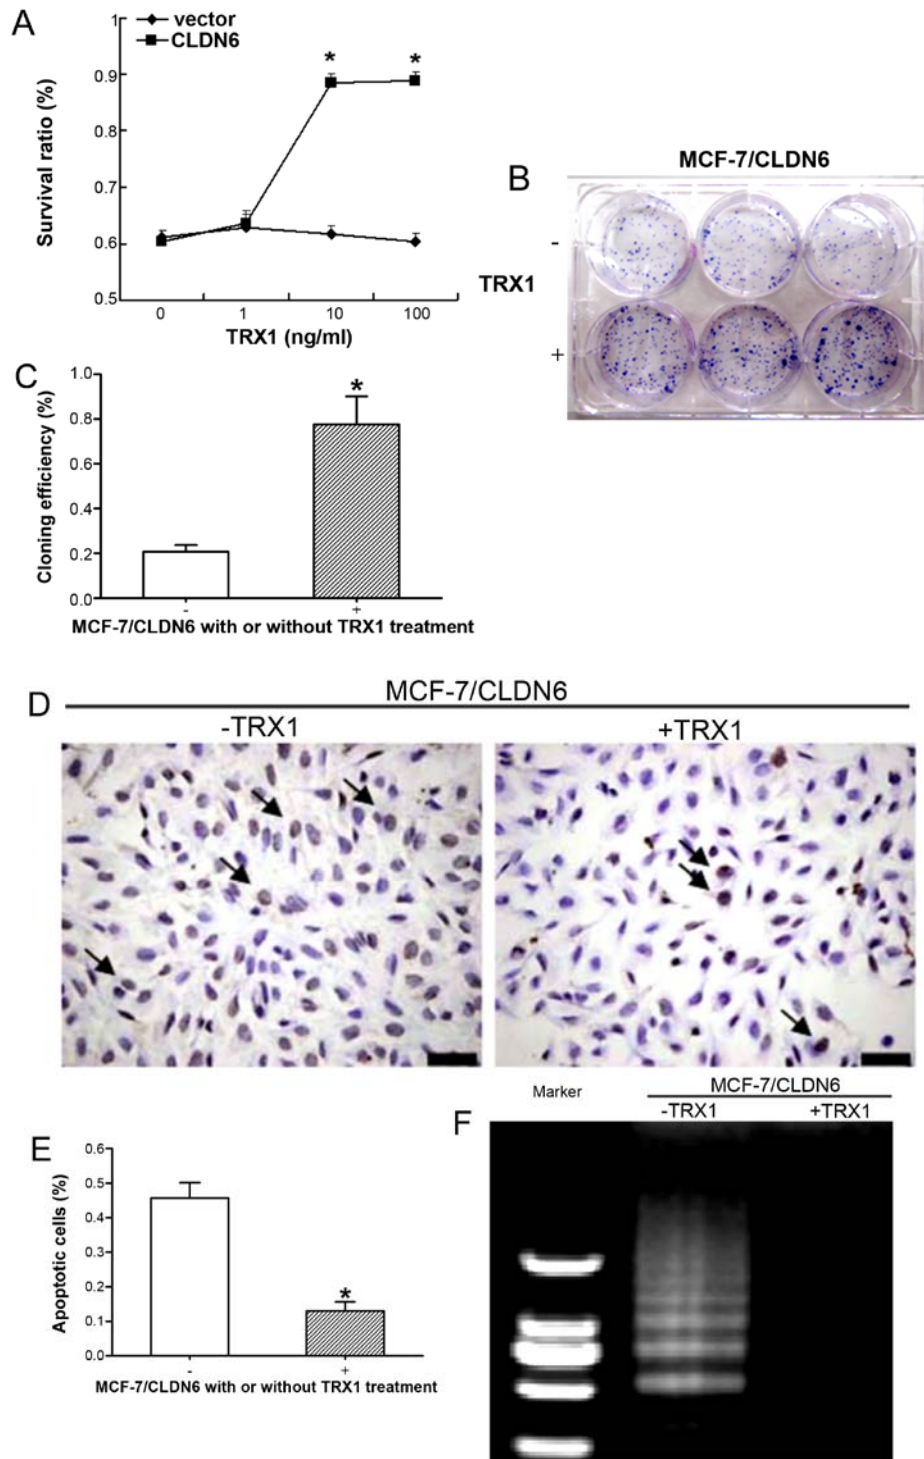 A
vector
CLDN6
Survival ratio (%)
1
0.9
0.8
0.7
0.6
0.5
*
*
0
1
10
100
TRX1 (ng/ml)
B
MCF-7/CLDN6
TRX1
-
+
C
Cloning efficiency (%)
1.0
0.8
0.6
0.4
0.2
0.0
*
-
+
MCF-7/CLDN6 with or without TRX1 treatment
D
MCF-7/CLDN6
-TRX1
+TRX1
E
Apoptotic cells (%)
0.6
0.5
0.4
0.3
0.2
0.1
0.0
*
-
+
MCF-7/CLDN6 with or without TRX1 treatment
F
Marker
MCF-7/CLDN6
-TRX1
+TRX1